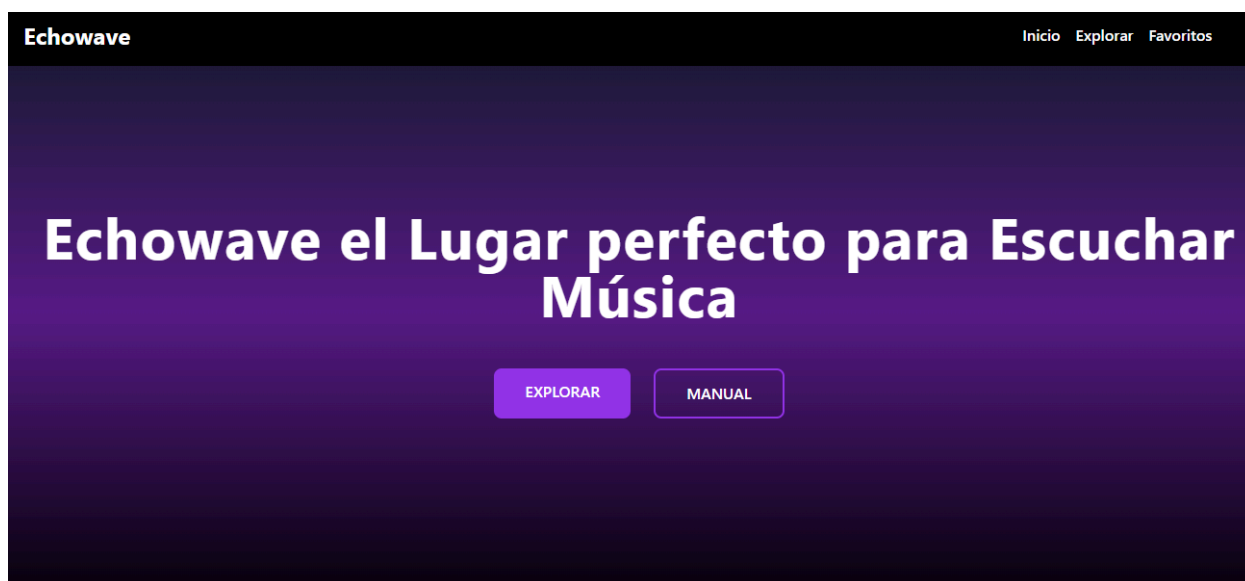 Echowave
Inicio Explorar Favoritos
Echowave el Lugar perfecto para Escuchar
Música
EXPLORAR
MANUAL